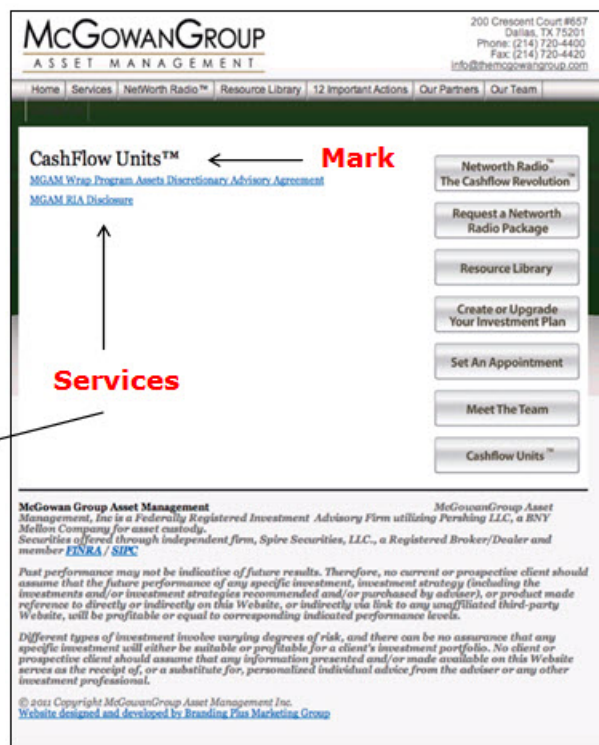 McGowanGroup
ASSET MANAGEMENT
200 Crescent Court #657
Dallas, TX 75201
Phone: (214) 720-4400
Fax: (214) 720-4420
info@themcgowangroup.com
Home Services NetWorth Radio™ Resource Library 12 Important Actions Our Partners Our Team
CashFlow Units™ Mark
MGAM Wrap Program Assets Discretionary Advisory Agreement
MGAM RIA Disclosure
Services
Networth Radio™
The Cashflow Revolution™
Request a Networth
Radio Package
Resource Library
Create or Upgrade
Your Investment Plan
Set An Appointment
Meet The Team
Cashflow Units™
McGowan Group Asset Management McGowanGroup Asset
Management, Inc is a Federally Registered Investment Advisory Firm utilizing Pershing LLC, a BNY
Mellon Company for asset custody.
Securities offered through independent firm, Spire Securities, LLC., a Registered Broker/Dealer and
member FINRA / SIPC
Past performance may not be indicative of future results. Therefore, no current or prospective client should
assume that the future performance of any specific investment, investment strategy (including the
investments and/or investment strategies recommended and/or purchased by adviser), or product made
reference to directly or indirectly on this Website, or indirectly via link to any unaffiliated third-party
Website, will be profitable or equal to corresponding indicated performance levels.
Different types of investment involve varying degrees of risk, and there can be no assurance that any
specific investment will either be suitable or profitable for a client's investment portfolio. No client or
prospective client should assume that any information presented and/or made available on this Website
serves as the receipt of, or a substitute for, personalized individual advice from the adviser or any other
investment professional.
© 2011 Copyright McGowanGroup Asset Management Inc.
Website designed and developed by Branding Plus Marketing Group